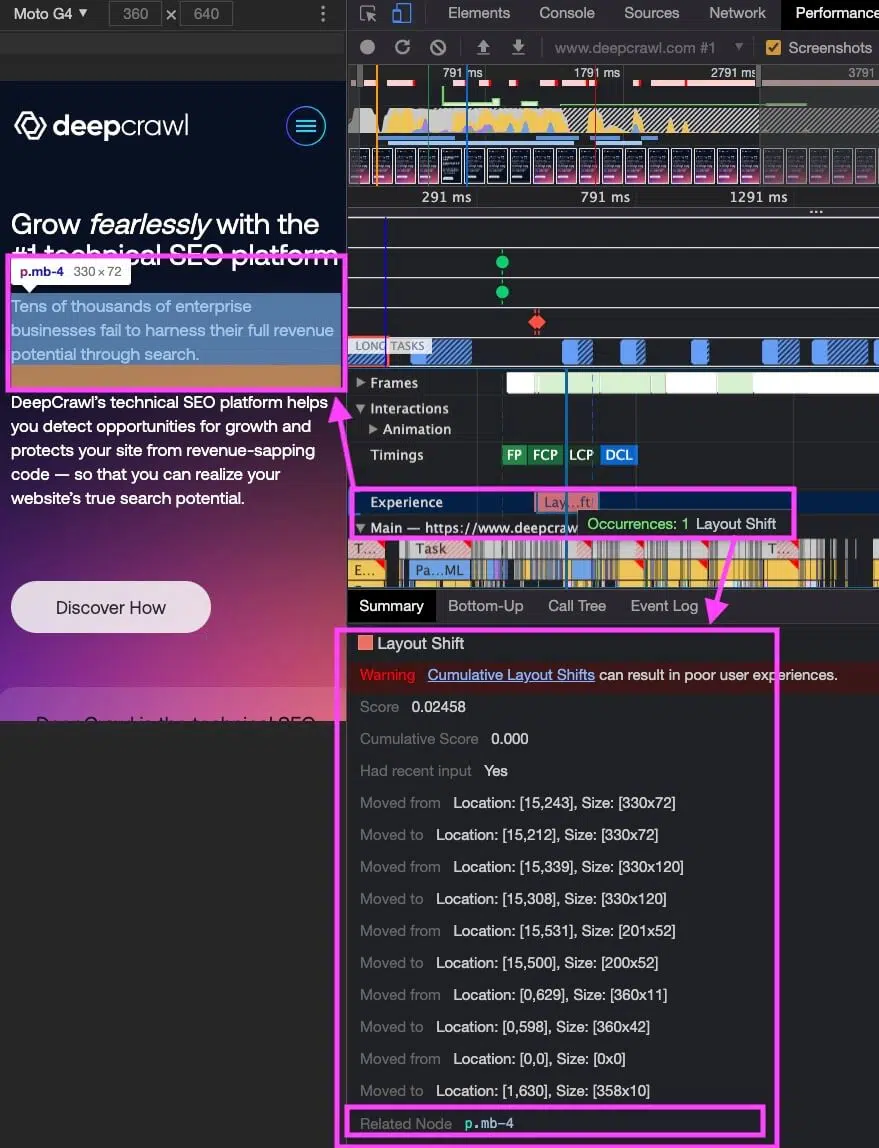 Moto G4 ▼ 360 × 640
Elements Console Sources Network Performance
www.deepcrawl.com #1 ▼ Screenshots
791 ms 1791 ms 2791 ms 3791
deepcrawl
291 ms 791 ms 1291 ms
...
Grow fearlessly with the
#1 technical SEO platform
p.mb-4 330 × 72
Tens of thousands of enterprise
businesses fail to harness their full revenue
potential through search.
DeepCrawl's technical SEO platform helps
you detect opportunities for growth and
protects your site from revenue-sapping
code — so that you can realize your
website's true search potential.
Discover How
LONG TASKS
▶ Frames
▼ Interactions
▶ Animation
Timings FP FCP LCP DCL
Experience Lay...ft
▼ Main — https://www.deepcraw
Occurrences: 1 Layout Shift
T... Task T...
E... Pa...ML
Summary Bottom-Up Call Tree Event Log
Layout Shift
Warning Cumulative Layout Shifts can result in poor user experiences.
Score 0.02458
Cumulative Score 0.000
Had recent input Yes
Moved from Location: [15,243], Size: [330x72]
Moved to Location: [15,212], Size: [330x72]
Moved from Location: [15,339], Size: [330x120]
Moved to Location: [15,308], Size: [330x120]
Moved from Location: [15,531], Size: [201x52]
Moved to Location: [15,500], Size: [200x52]
Moved from Location: [0,629], Size: [360x11]
Moved to Location: [0,598], Size: [360x42]
Moved from Location: [0,0], Size: [0x0]
Moved to Location: [1,630], Size: [358x10]
Related Node p.mb-4